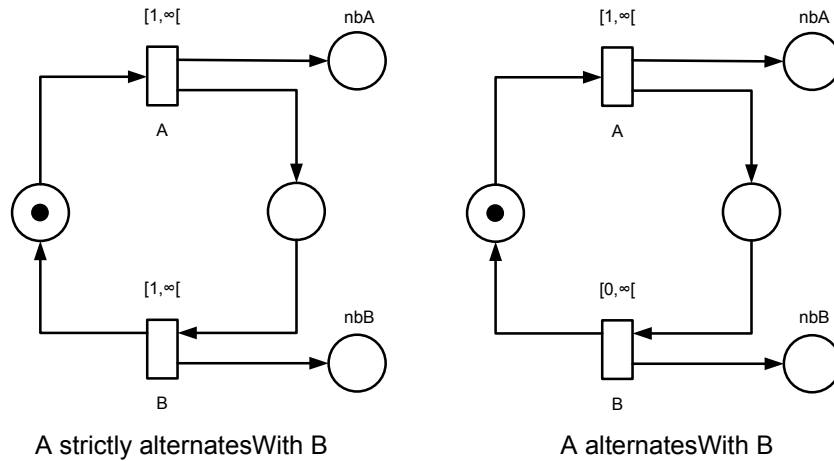 [1,∞[
nbA
A
[1,∞[
nbB
B
A strictly alternatesWith B
[1,∞[
nbA
A
[0,∞[
nbB
B
A alternatesWith B